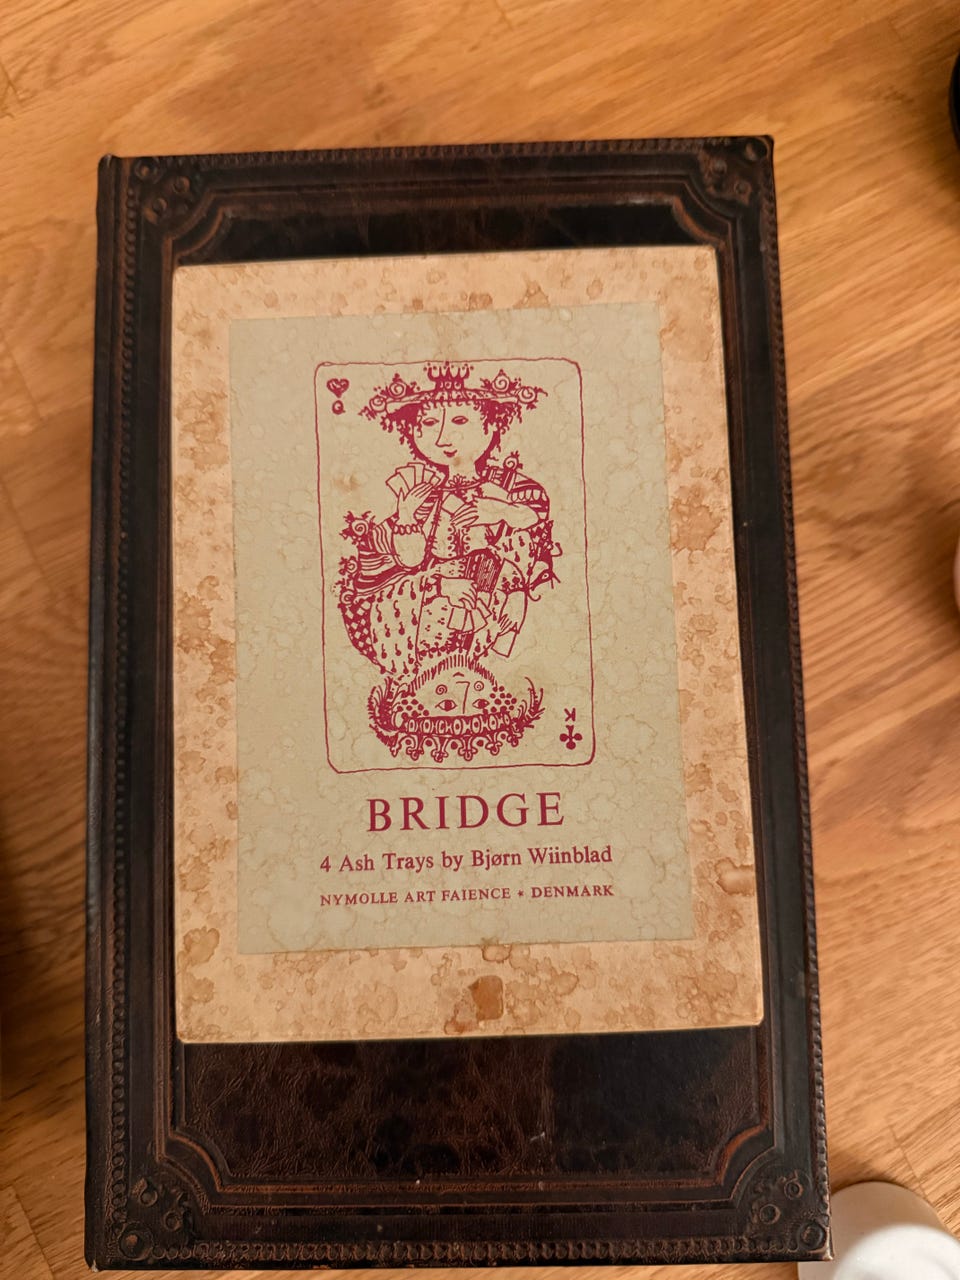 Q
BRIDGE
4 Ash Trays by Bjørn Wiinblad
NYMOLLE ART FAIENCE ★ DENMARK
K